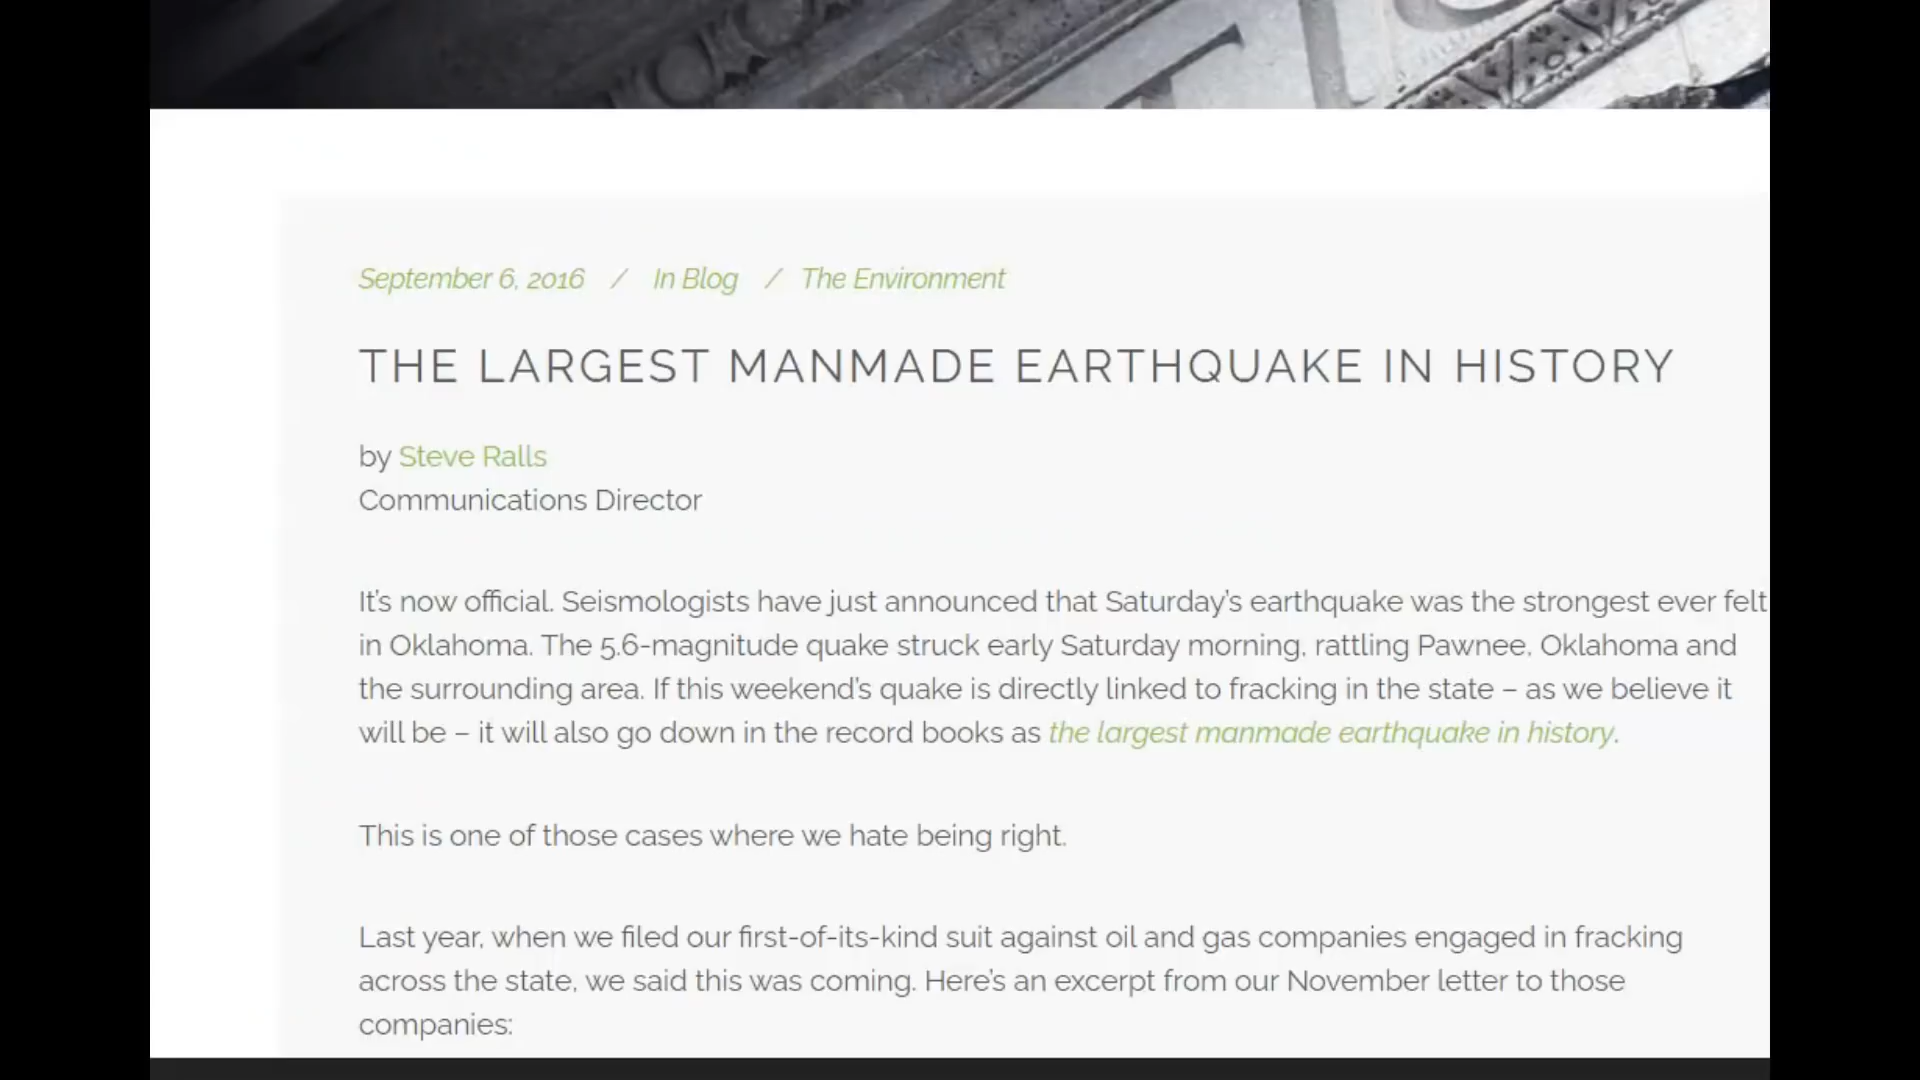 September 6, 2016 / In Blog / The Environment
THE LARGEST MANMADE EARTHQUAKE IN HISTORY
by Steve Ralls
Communications Director
It's now official. Seismologists have just announced that Saturday's earthquake was the strongest ever felt
in Oklahoma. The 5.6-magnitude quake struck early Saturday morning, rattling Pawnee, Oklahoma and
the surrounding area. If this weekend's quake is directly linked to fracking in the state – as we believe it
will be – it will also go down in the record books as the largest manmade earthquake in history.
This is one of those cases where we hate being right.
Last year, when we filed our first-of-its-kind suit against oil and gas companies engaged in fracking
across the state, we said this was coming. Here's an excerpt from our November letter to those
companies: